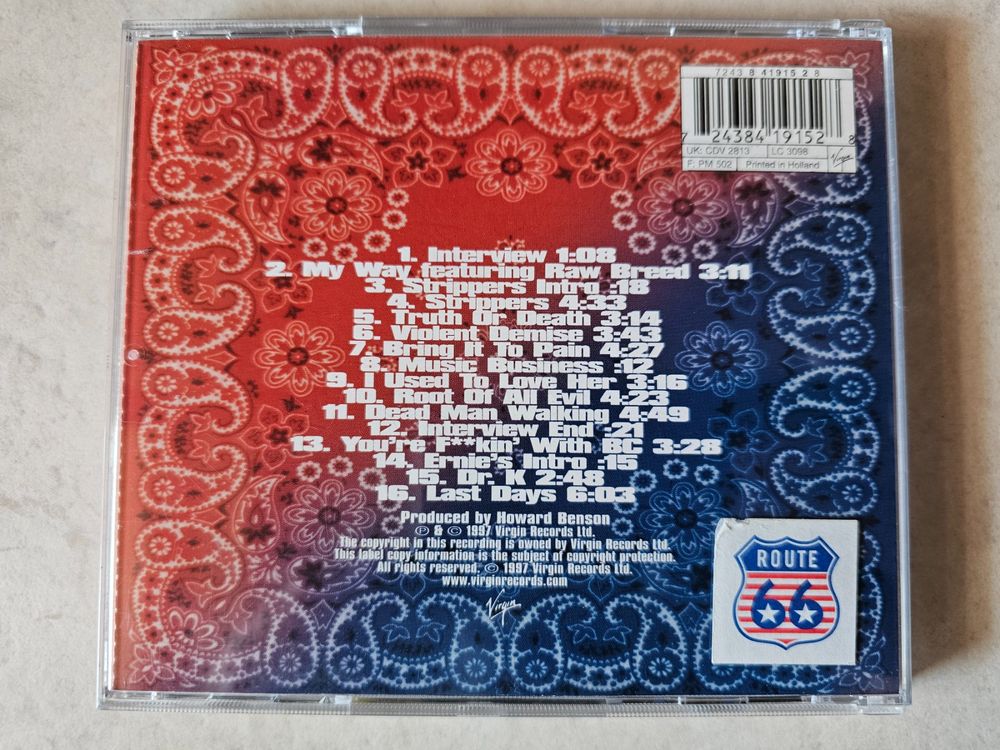 7243 8 41915 2 8
7 24384 19152 8
UK: CDV 2813 LC 3098
F: PM 502 Printed in Holland Virgin
1. Interview 1:08
2. My Way featuring Raw Breed 3:11
3. Strippers Intro :18
4. Strippers 4:33
5. Truth Or Death 3:14
6. Violent Demise 3:43
7. Bring It To Pain 4:27
8. Music Business :12
9. I Used To Love Her 3:16
10. Root Of All Evil 4:23
11. Dead Man Walking 4:49
12. Interview End :21
13. You're F**kin' With BC 3:28
14. Ernie's Intro :15
15. Dr. K 2:48
16. Last Days 6:03
Produced by Howard Benson
℗ & © 1997 Virgin Records Ltd.
The copyright in this recording is owned by Virgin Records Ltd.
This label copy information is the subject of copyright protection.
All rights reserved. © 1997 Virgin Records Ltd.
www.virginrecords.com
Virgin
ROUTE
66